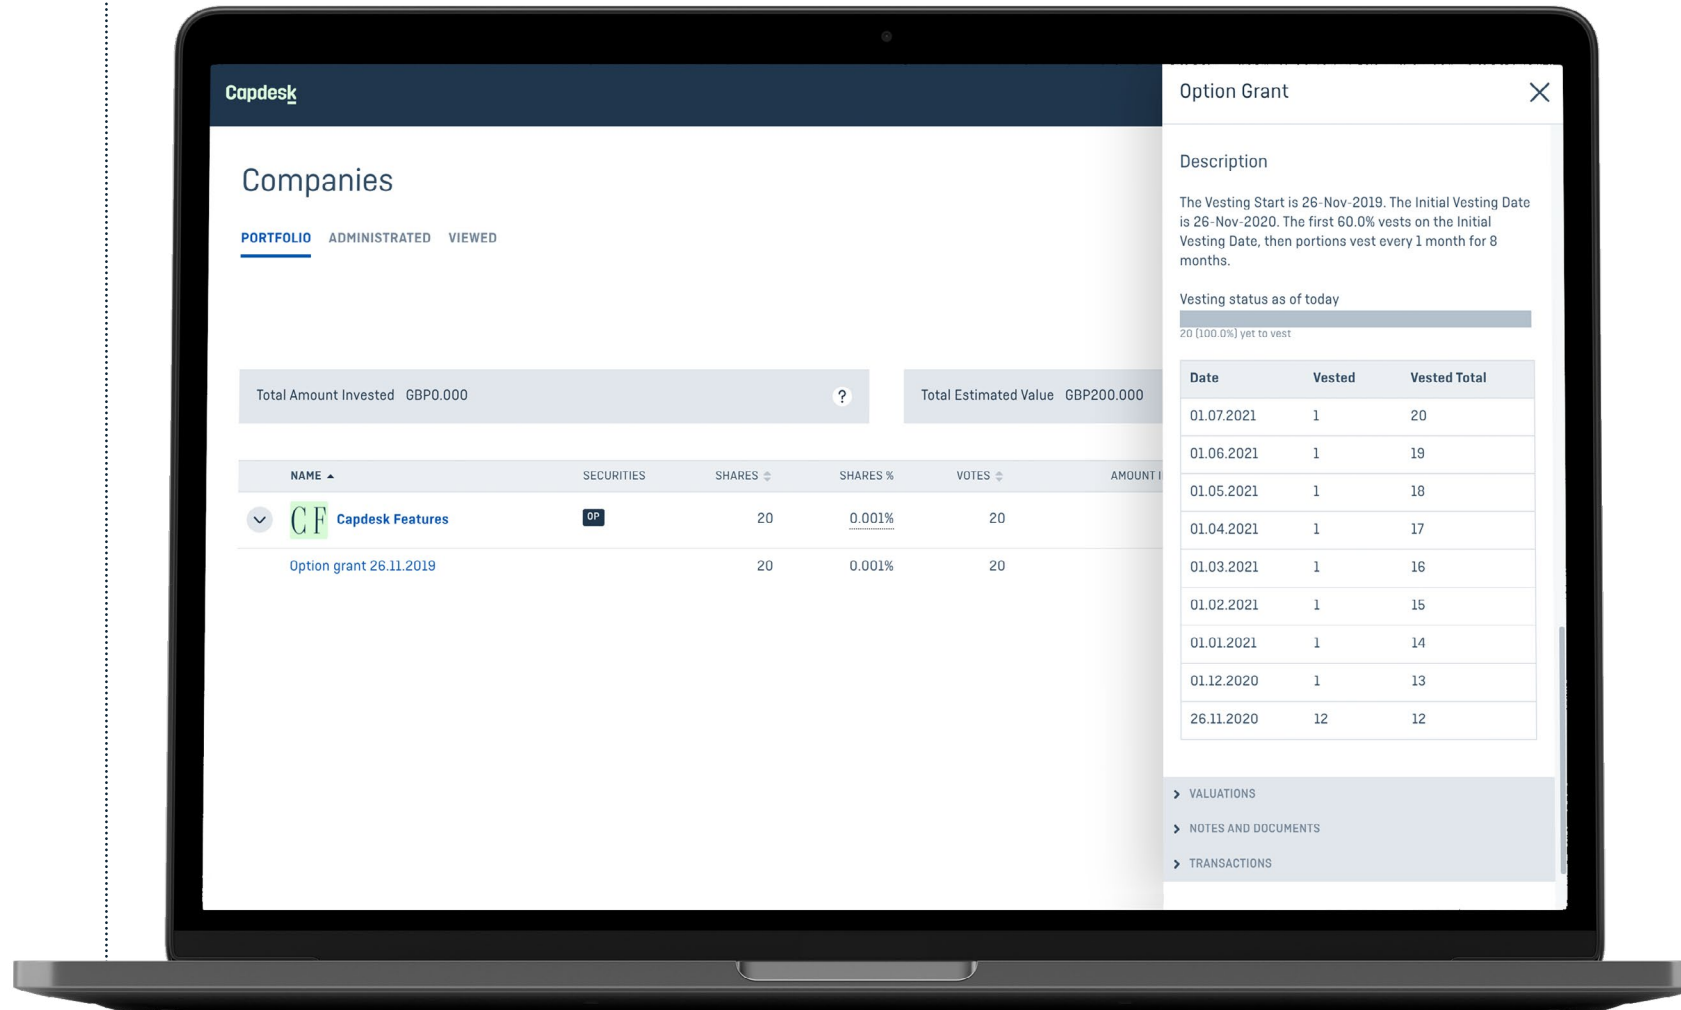 Capdesk
Companies
PORTFOLIO ADMINISTRATED VIEWED
Total Amount Invested GBP0.000 ? Total Estimated Value GBP200.000
NAME SECURITIES SHARES SHARES % VOTES AMOUNT I
CF Capdesk Features OP 20 0.001% 20
Option grant 26.11.2019 20 0.001% 20
Option Grant
Description
The Vesting Start is 26-Nov-2019. The Initial Vesting Date
is 26-Nov-2020. The first 60.0% vests on the Initial
Vesting Date, then portions vest every 1 month for 8
months.
Vesting status as of today
20 (100.0%) yet to vest
Date Vested Vested Total
01.07.2021 1 20
01.06.2021 1 19
01.05.2021 1 18
01.04.2021 1 17
01.03.2021 1 16
01.02.2021 1 15
01.01.2021 1 14
01.12.2020 1 13
26.11.2020 12 12
VALUATIONS
NOTES AND DOCUMENTS
TRANSACTIONS